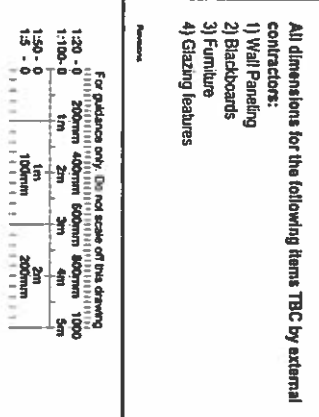 All dimensions for the following items TBC by external
contractors:
1) Wall Paneling
2) Blackboards
3) Furniture
4) Glazing features
Revisions
For guidance only. Do not scale off this drawing
1:20 - 0 200mm 400mm 600mm 800mm 1000
1:100- 0 1m 2m 3m 4m 5m
1:50 - 0 1m 2m
1:5 - 0 100mm 200mm